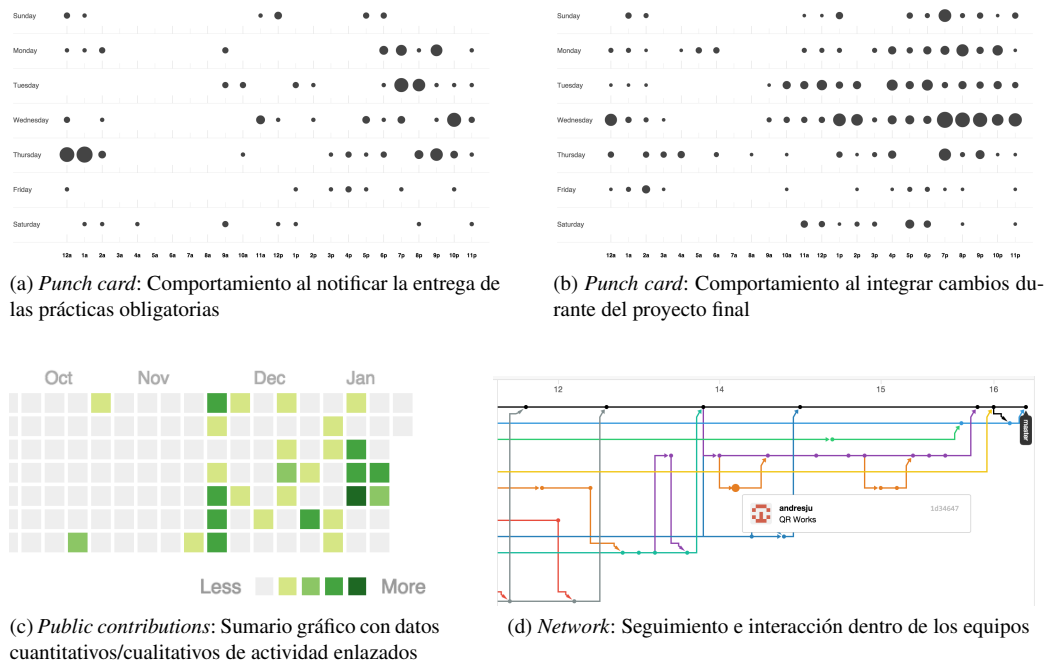 Sunday
Monday
Tuesday
Wednesday
Thursday
Friday
Saturday
12a 1a 2a 3a 4a 5a 6a 7a 8a 9a 10a 11a 12p 1p 2p 3p 4p 5p 6p 7p 8p 9p 10p 11p
(a) Punch card: Comportamiento al notificar la entrega de
las prácticas obligatorias
Sunday
Monday
Tuesday
Wednesday
Thursday
Friday
Saturday
12a 1a 2a 3a 4a 5a 6a 7a 8a 9a 10a 11a 12p 1p 2p 3p 4p 5p 6p 7p 8p 9p 10p 11p
(b) Punch card: Comportamiento al integrar cambios du-
rante del proyecto final
Oct Nov Dec Jan
Less More
(c) Public contributions: Sumario gráfico con datos
cuantitativos/cualitativos de actividad enlazados
12 14 15 16
master
andresju 1d34647
QR Works
(d) Network: Seguimiento e interacción dentro de los equipos